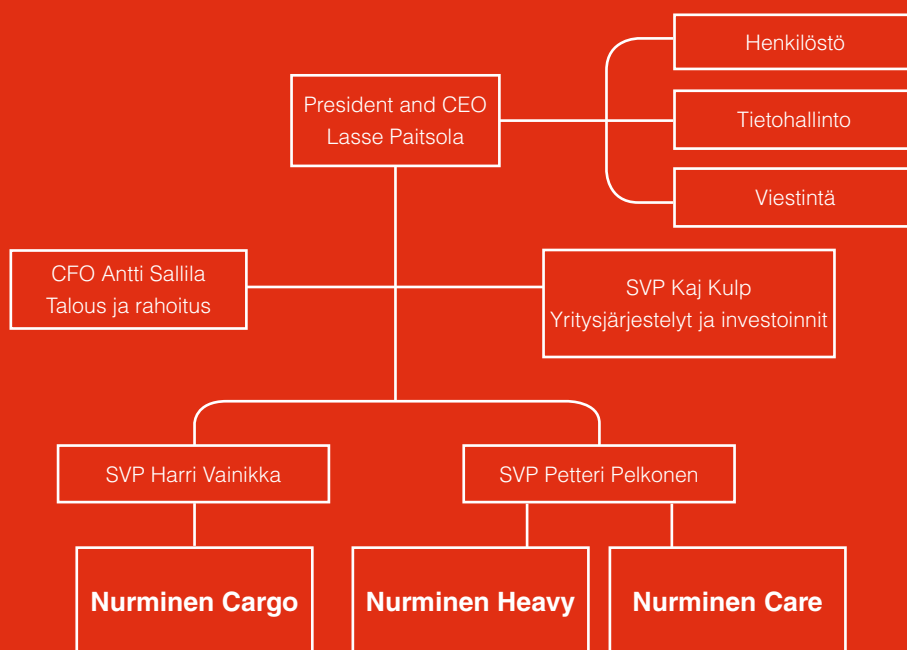 Henkilöstö
President and CEO
Lasse Paitsola
Tietohallinto
Viestintä
CFO Antti Sallila
Talous ja rahoitus
SVP Kaj Kulp
Yritysjärjestelyt ja investoinnit
SVP Harri Vainikka
SVP Petteri Pelkonen
Nurminen Cargo
Nurminen Heavy
Nurminen Care